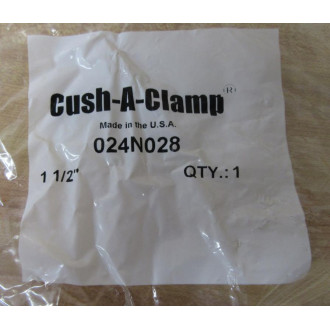 Cush-A-Clamp (R)
Made in the U.S.A.
024N028
1 1/2" QTY.: 1